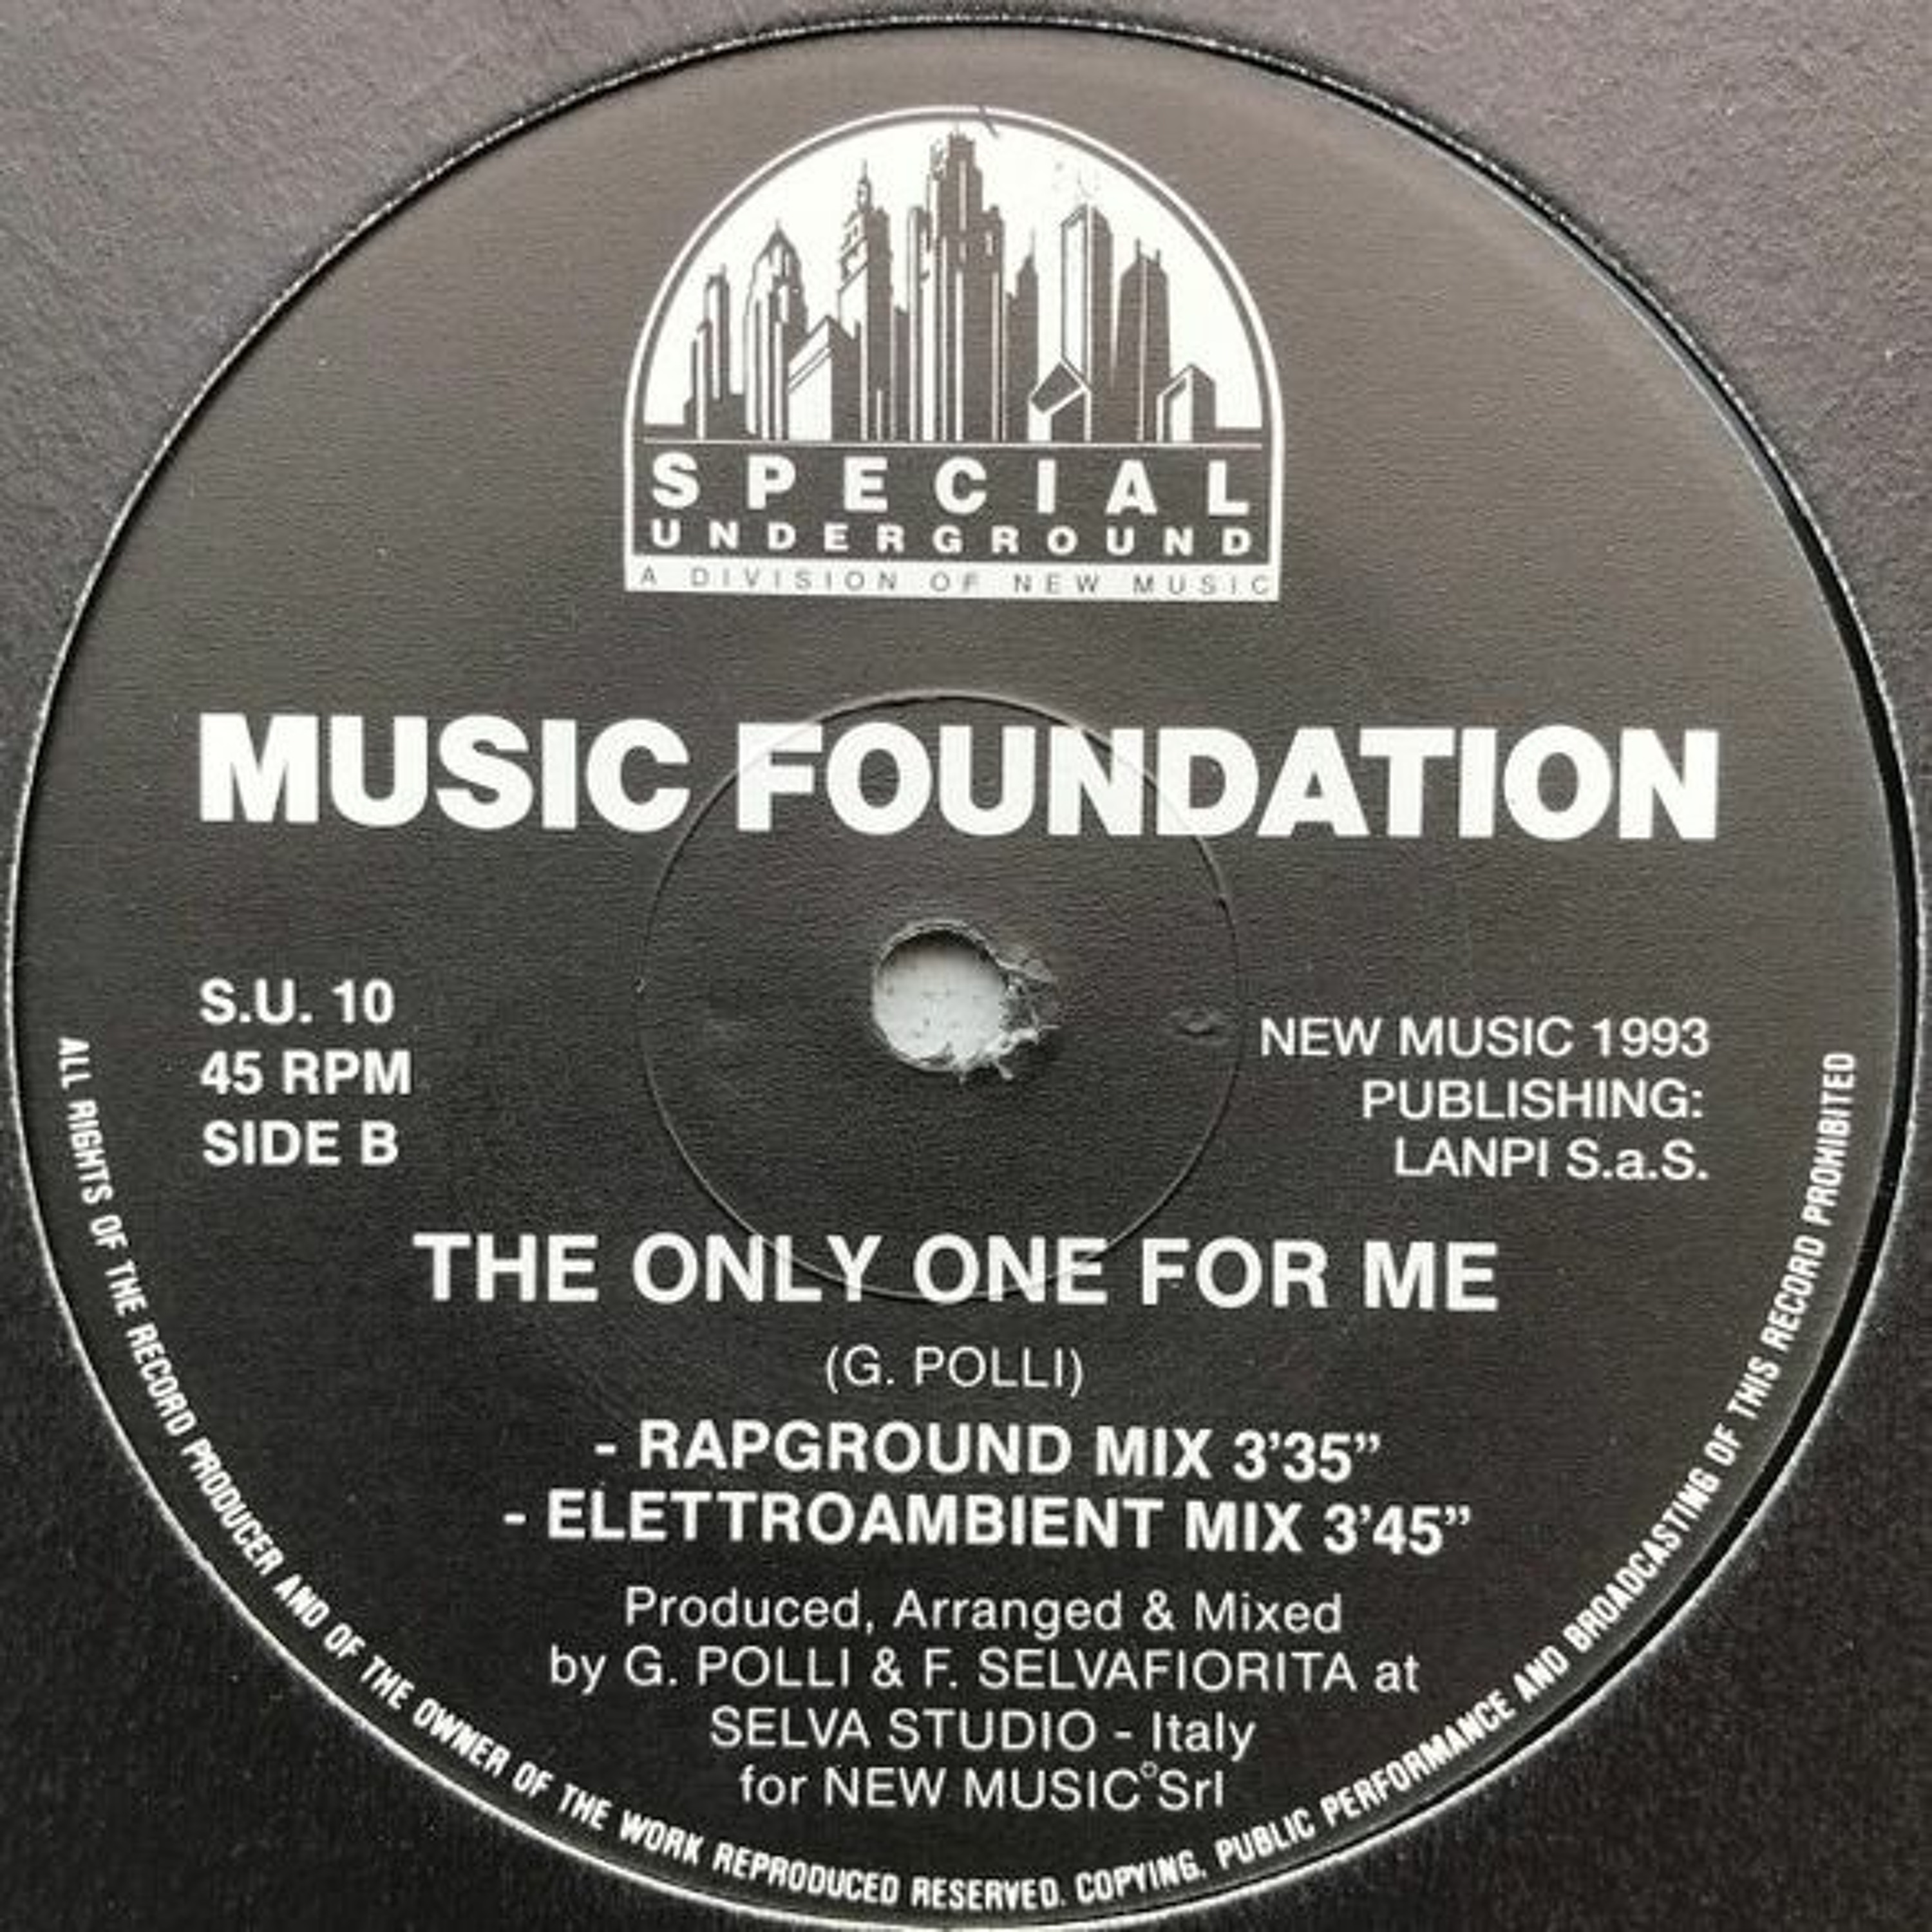 SPECIAL
UNDERGROUND
A DIVISION OF NEW MUSIC
MUSIC FOUNDATION
S.U. 10
45 RPM
SIDE B
NEW MUSIC 1993
PUBLISHING:
LANPI S.a.S.
THE ONLY ONE FOR ME
(G. POLLI)
- RAPGROUND MIX 3’35”
- ELETTROAMBIENT MIX 3’45”
Produced, Arranged & Mixed
by G. POLLI & F. SELVAFIORITA at
SELVA STUDIO - Italy
for NEW MUSIC°Srl
ALL RIGHTS OF THE RECORD PRODUCER AND OF THE OWNER OF THE WORK REPRODUCED RESERVED. COPYING, PUBLIC PERFORMANCE AND BROADCASTING OF THIS RECORD PROHIBITED